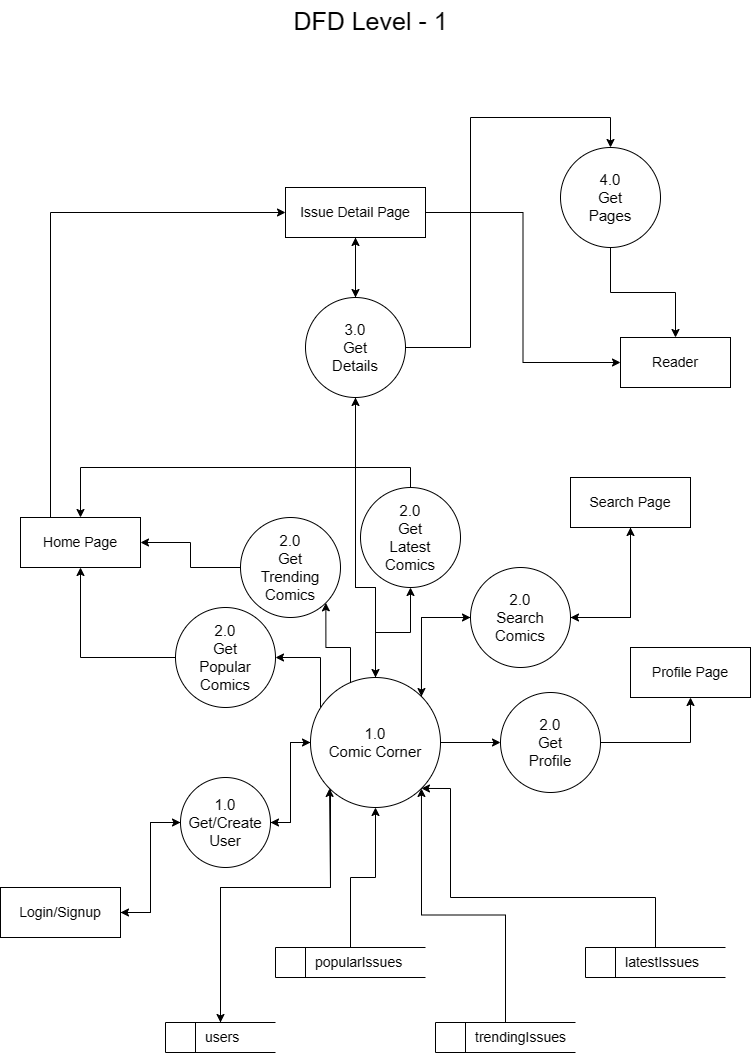 DFD Level - 1
4.0
Get
Pages
Issue Detail Page
3.0
Get
Details
Reader
Search Page
2.0
Get
Latest
Comics
Home Page
2.0
Get
Trending
Comics
2.0
Search
Comics
2.0
Get
Popular
Comics
Profile Page
1.0
Comic Corner
2.0
Get
Profile
1.0
Get/Create
User
Login/Signup
popularIssues
latestIssues
users
trendingIssues